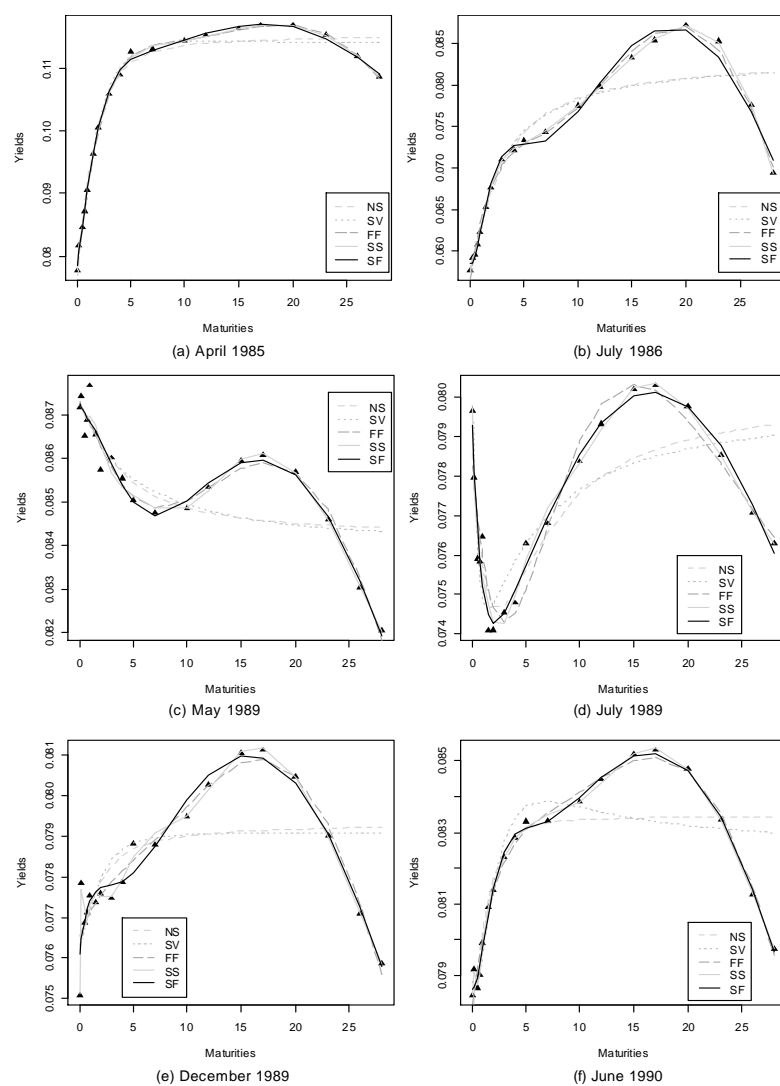 Yields
0.08 0.09 0.10 0.11
NS
SV
FF
SS
SF
0 5 10 15 20 25
Maturities
(a) April 1985
Yields
0.060 0.065 0.070 0.075 0.080 0.085
NS
SV
FF
SS
SF
0 5 10 15 20 25
Maturities
(b) July 1986
Yields
0.082 0.083 0.084 0.085 0.086 0.087
NS
SV
FF
SS
SF
0 5 10 15 20 25
Maturities
(c) May 1989
Yields
0.074 0.075 0.076 0.077 0.078 0.079 0.080
NS
SV
FF
SS
SF
0 5 10 15 20 25
Maturities
(d) July 1989
Yields
0.075 0.076 0.077 0.078 0.079 0.080 0.081
NS
SV
FF
SS
SF
0 5 10 15 20 25
Maturities
(e) December 1989
Yields
0.079 0.081 0.083 0.085
NS
SV
FF
SS
SF
0 5 10 15 20 25
Maturities
(f) June 1990